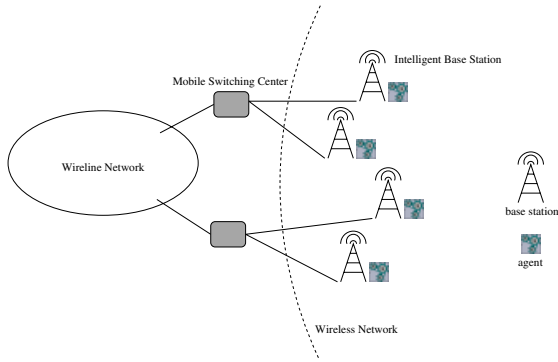 Intelligent Base Station
Mobile Switching Center
Wireline Network
base station
agent
Wireless Network